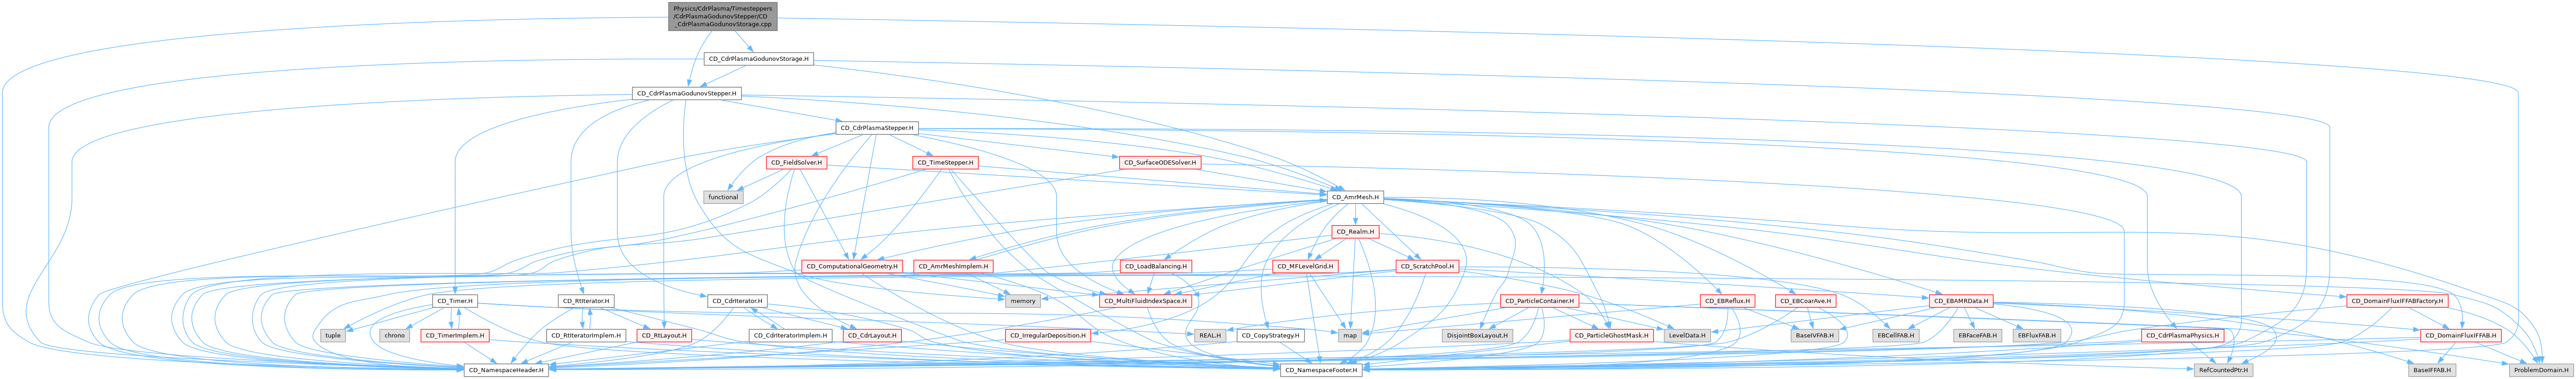 Physics/CdrPlasma/Timesteppers
/CdrPlasmaGodunovStepper/CD
_CdrPlasmaGodunovStorage.cpp
CD_CdrPlasmaGodunovStorage.H
CD_CdrPlasmaGodunovStepper.H
CD_CdrPlasmaStepper.H
CD_FieldSolver.H
CD_TimeStepper.H
CD_SurfaceODESolver.H
functional
CD_AmrMesh.H
CD_Realm.H
CD_ComputationalGeometry.H
CD_AmrMeshImplem.H
CD_LoadBalancing.H
CD_MFLevelGrid.H
CD_ScratchPool.H
CD_Timer.H
CD_RtIterator.H
CD_CdrIterator.H
memory
CD_MultiFluidIndexSpace.H
CD_ParticleContainer.H
CD_EBReflux.H
CD_EBCoarAve.H
CD_EBAMRData.H
CD_DomainFluxIFFABFactory.H
tuple
chrono
CD_TimerImplem.H
CD_RtIteratorImplem.H
CD_RtLayout.H
CD_CdrIteratorImplem.H
CD_CdrLayout.H
REAL.H
CD_IrregularDeposition.H
CD_CopyStrategy.H
map
DisjointBoxLayout.H
CD_ParticleGhostMask.H
LevelData.H
BaseIVFAB.H
EBCellFAB.H
EBFaceFAB.H
EBFluxFAB.H
CD_CdrPlasmaPhysics.H
CD_DomainFluxIFFAB.H
CD_NamespaceHeader.H
CD_NamespaceFooter.H
RefCountedPtr.H
BaseIFFAB.H
ProblemDomain.H